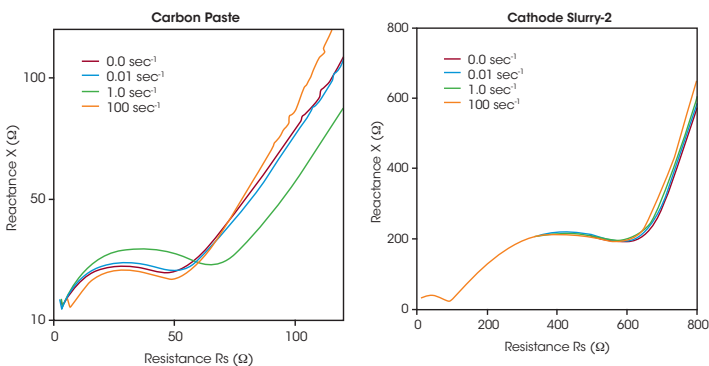 Carbon Paste
0.0 sec⁻¹
0.01 sec⁻¹
1.0 sec⁻¹
100 sec⁻¹
100
50
10
0
50
100
Reactance X (Ω)
Resistance Rs (Ω)
Cathode Slurry-2
0.0 sec⁻¹
0.01 sec⁻¹
1.0 sec⁻¹
100 sec⁻¹
800
600
400
200
0
0
200
400
600
800
Reactance X (Ω)
Resistance Rs (Ω)